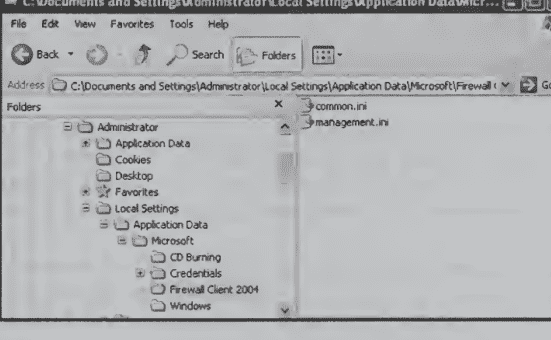 C:\Documents and Settings\Administrator\Local Settings\Application Data\Micr...
File Edit View Favorites Tools Help
Back Search Folders
Address C:\Documents and Settings\Administrator\Local Settings\Application Data\Microsoft\Firewall Go
Folders
common.ini
management.ini
Administrator
Application Data
Cookies
Desktop
Favorites
Local Settings
Application Data
Microsoft
CD Burning
Credentials
Firewall Client 2004
Windows